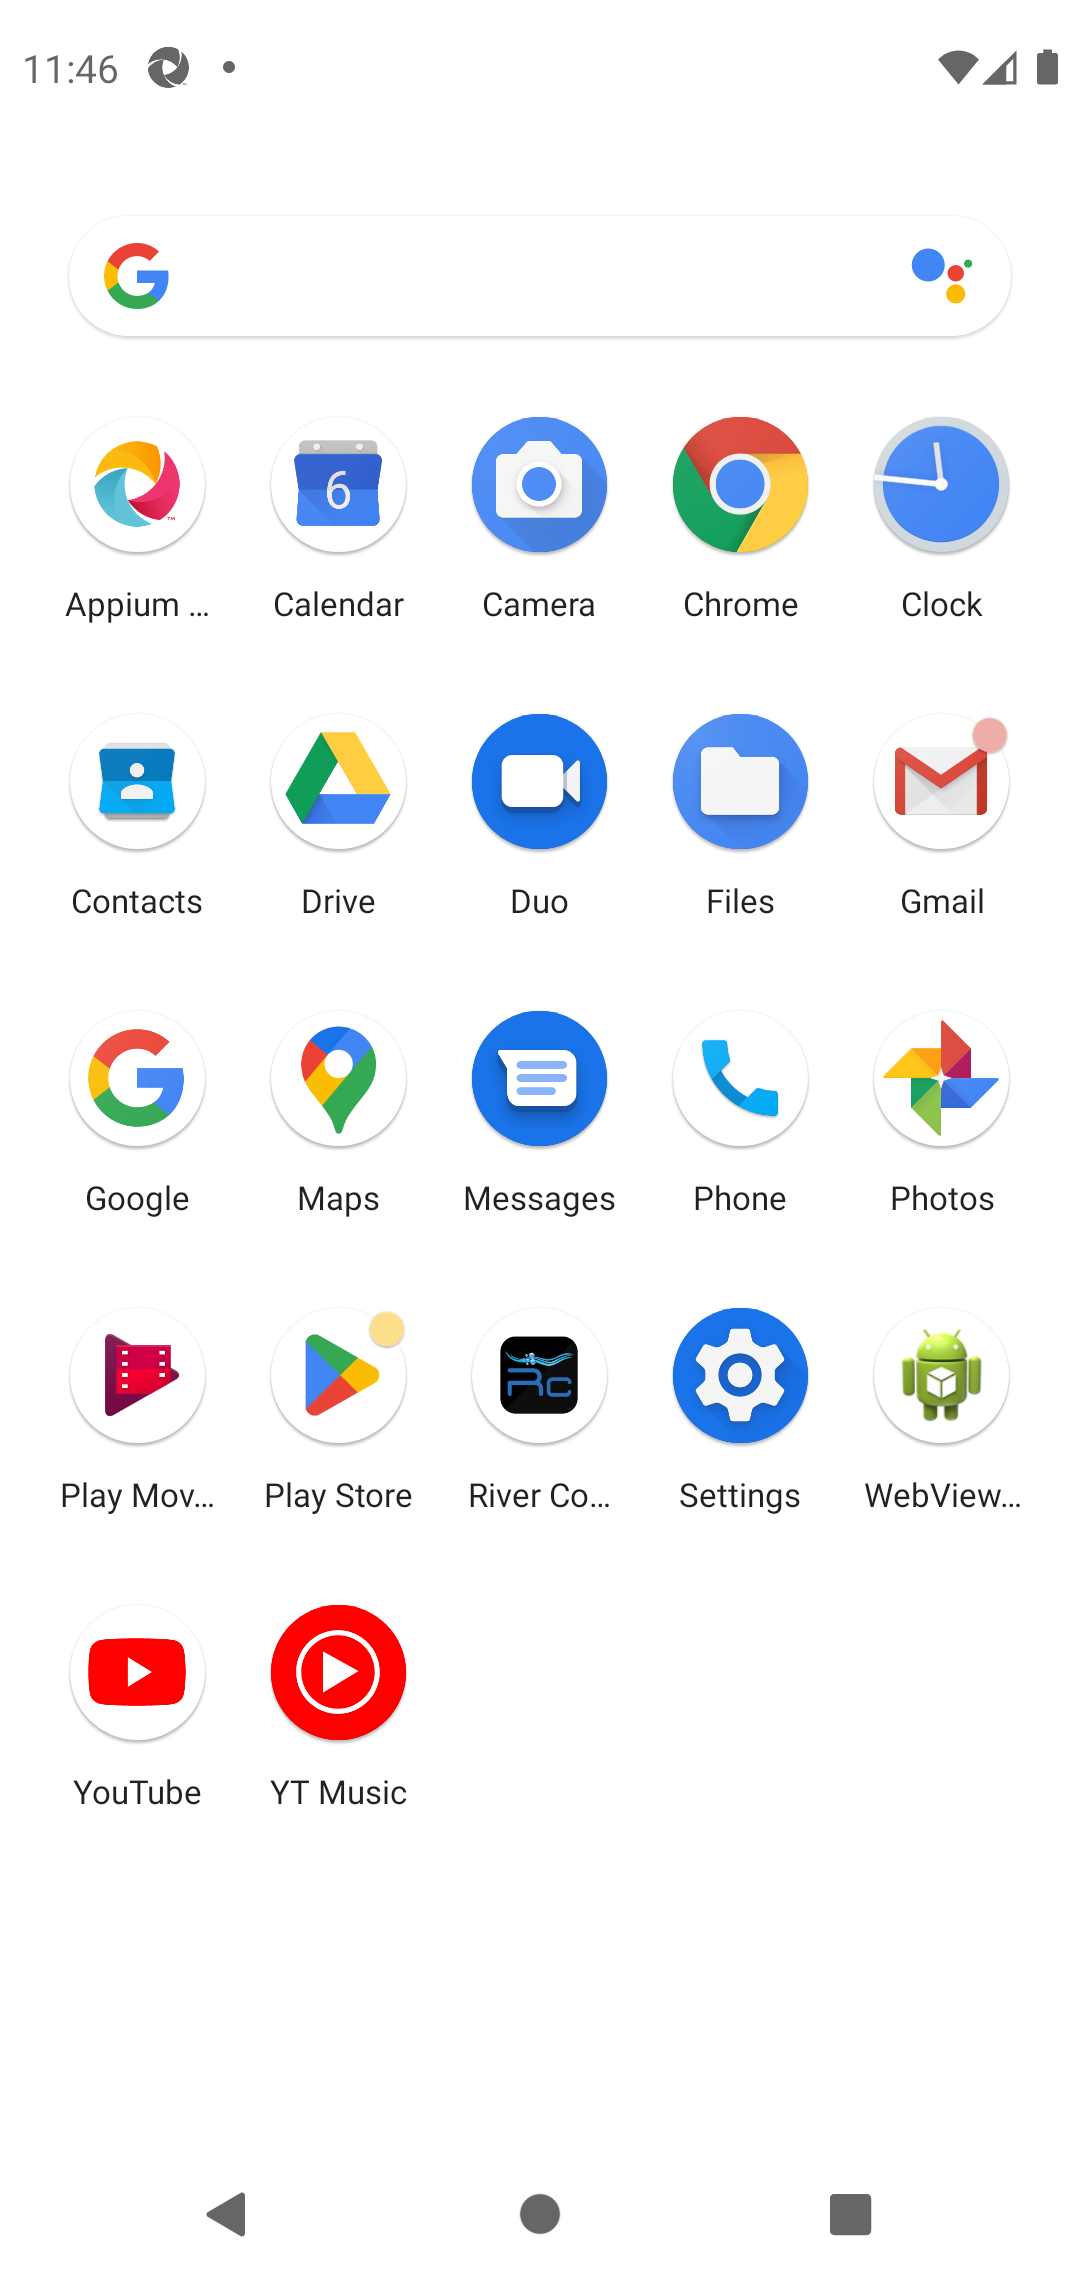 11:46
Appium ...
Calendar
Camera
Chrome
Clock
Contacts
Drive
Duo
Files
Gmail
Google
Maps
Messages
Phone
Photos
Play Mov...
Play Store
River Co...
Settings
WebView...
YouTube
YT Music